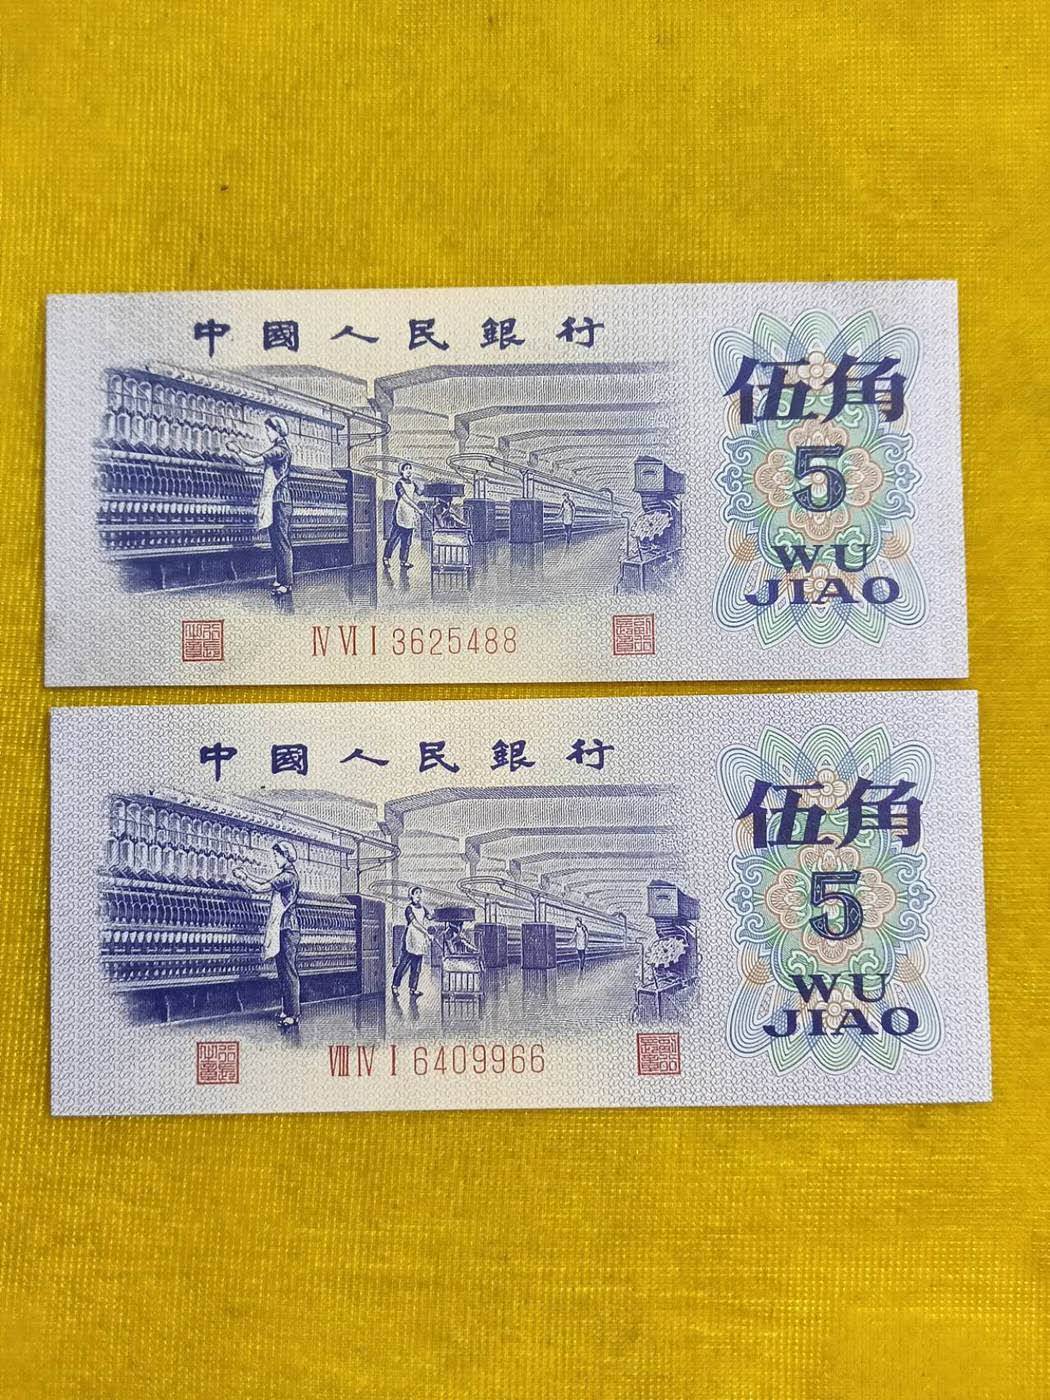 中國人民銀行
伍角
5
WU
JIAO
Ⅳ Ⅵ Ⅰ 3625488
中國人民銀行
伍角
5
WU
JIAO
Ⅷ Ⅳ Ⅰ 6409966